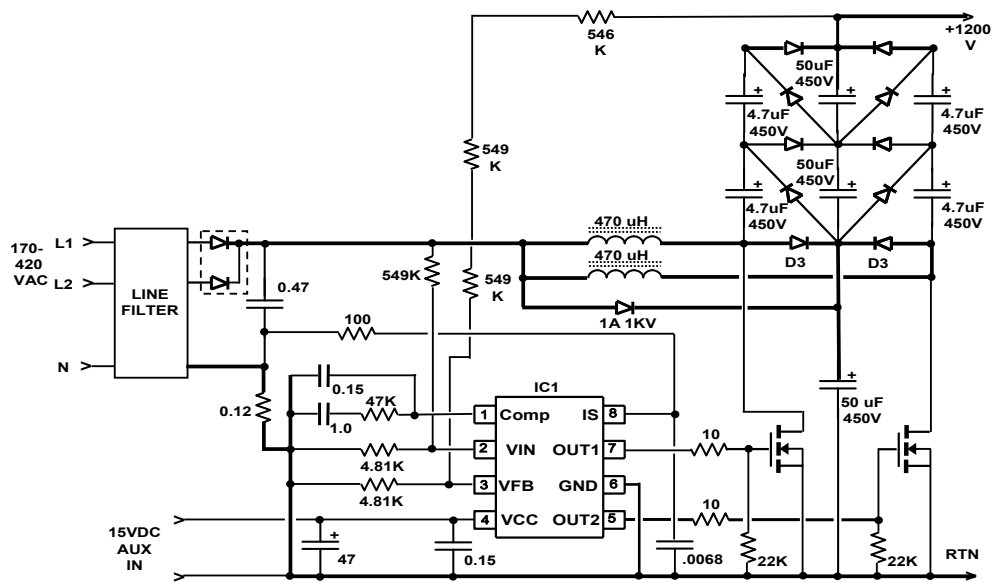 546
K
+1200
V
50uF
450V
4.7uF
450V
4.7uF
450V
549
K
50uF
450V
4.7uF
450V
4.7uF
450V
170-
420
VAC
L1
L2
N
LINE
FILTER
470 uH
470 uH
D3
D3
549K
549
K
0.47
1A 1KV
100
0.12
0.15
47K
1.0
4.81K
4.81K
IC1
1
Comp
IS
8
2
VIN
OUT1
7
3
VFB
GND
6
4
VCC
OUT2
5
10
10
50 uF
450V
15VDC
AUX
IN
47
0.15
.0068
22K
22K
RTN
+
+
+
+
+
+
+
+